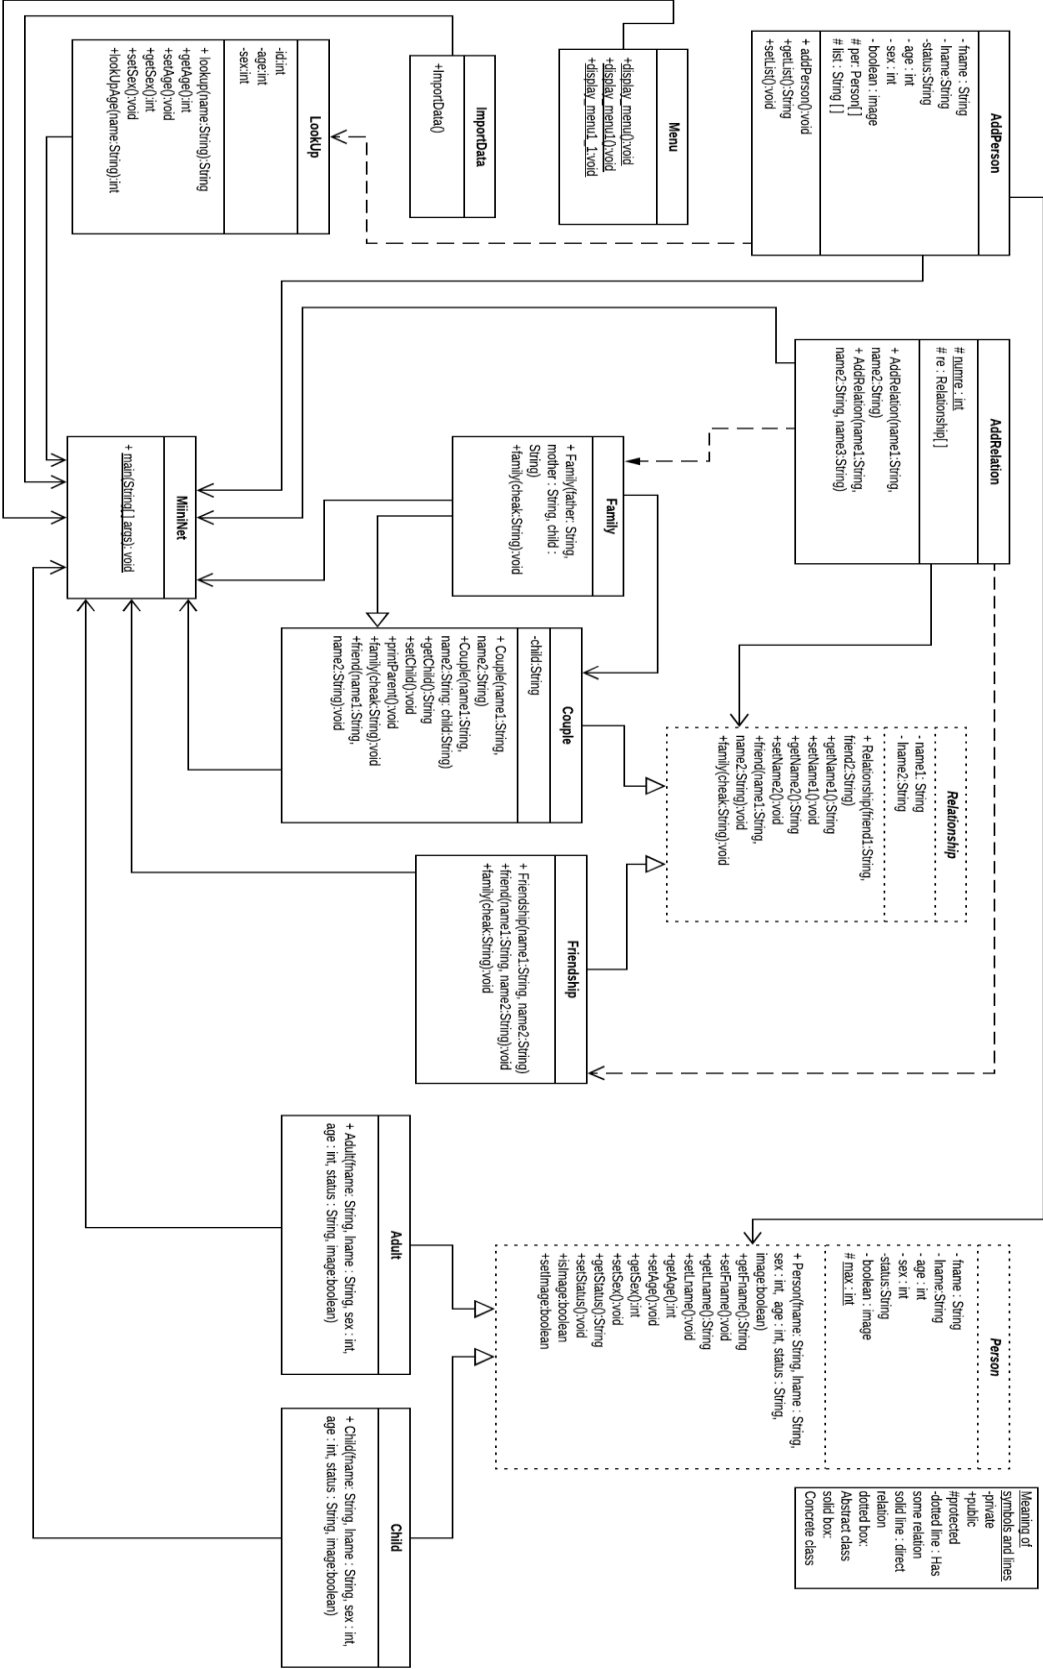 AddPerson
- fname : String
- lname:String
-status:String
- age : int
- sex : int
- boolean : image
# per: Person[ ]
# list : String [ ]
+ addPerson():void
+getList():String
+setList():void
Menu
+display_menu():void
+display_menu1():void
+display_menu1_1:void
ImportData
+ImportData()
LookUp
-id:int
-age:int
-sex:int
+ lookup(name:String):String
+getAge():int
+setAge():void
+getSex():int
+setSex():void
+lookUpAge(name:String):int
AddRelation
# numre : int
# re : Relationship[ ]
+ AddRelation(name1:String,
name2:String)
+ AddRelation(name1:String,
name2:String, name3:String)
Family
+ Family(father: String,
mother : String, child :
String)
+family(cheak:String):void
MiiniNet
+ main(String[ ] args): void
Relationship
- name1: String
- lname2:String
+ Relationship(friend1:String,
friend2:String)
+getName1():String
+setName1():void
+getName2():String
+setName2():void
+friend(name1:String,
name2:String):void
+family(cheak:String):void
Couple
-child:String
+ Couple(name1:String,
name2:String)
+Couple(name1:String,
name2:String; child:String)
+getChild():String
+setChild():void
+printParent():void
+family(cheak:String):void
+friend(name1:String,
name2:String):void
Friendship
+ Friendship(name1:String, name2:String)
+friend(name1:String, name2:String):void
+family(cheak:String):void
Person
- fname : String
- lname:String
- age : int
- sex : int
-status:String
- boolean : image
# max : int
+ Person(fname: String, lname : String,
sex : int, age : int, status : String,
image:boolean)
+getFname():String
+setFname():void
+getLname():String
+setLname():void
+getAge():int
+setAge():void
+getSex():int
+setSex():void
+getStatus():String
+setStatus():void
+isImage:boolean
+setImage:boolean
Adult
+ Adult(fname: String, lname : String, sex : int,
age : int, status : String, image:boolean)
Child
+ Child(fname: String, lname : String, sex : int,
age : int, status : String, image:boolean)
Meaning of
symbols and lines
-private
+public
#protected
-dotted line : Has
some relation
solid line : direct
relation
dotted box:
Abstract class
solid box:
Concrete class